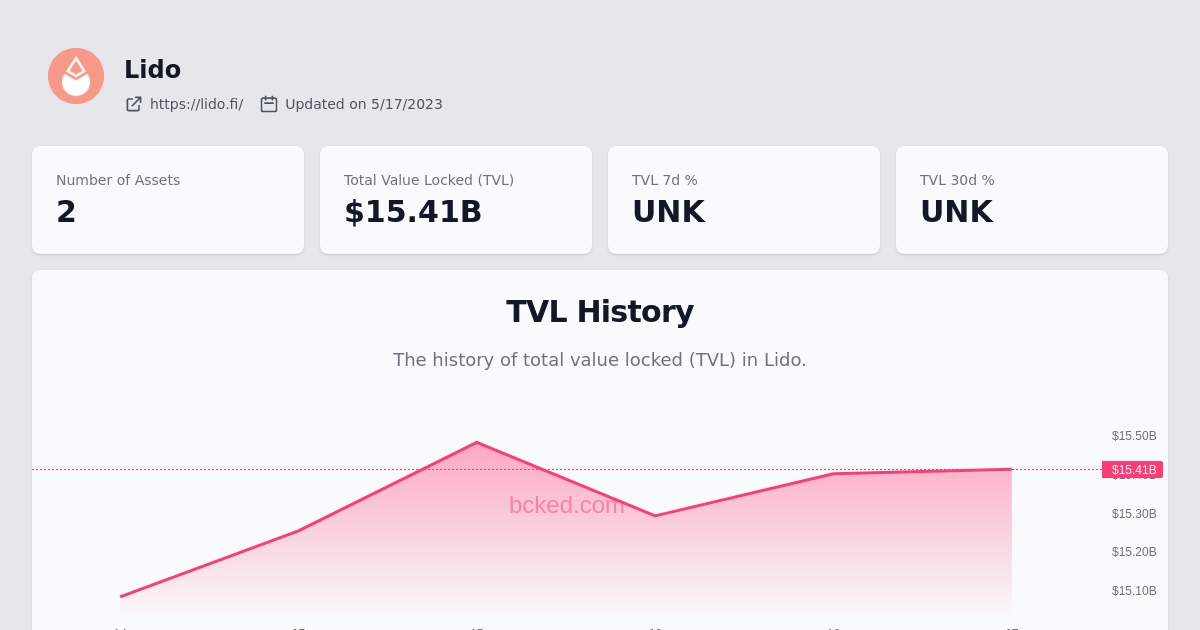 Lido
https://lido.fi/ Updated on 5/17/2023
Number of Assets
2
Total Value Locked (TVL)
$15.41B
TVL 7d %
UNK
TVL 30d %
UNK
TVL History
The history of total value locked (TVL) in Lido.
$15.50B
$15.41B
bcked.com
$15.30B
$15.20B
$15.10B